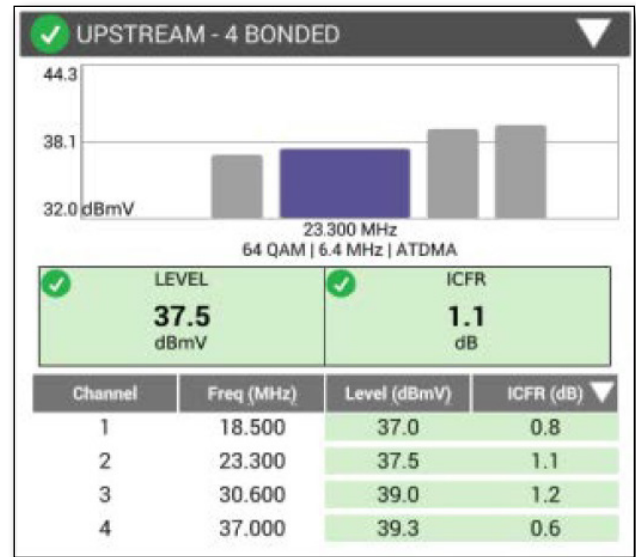 UPSTREAM - 4 BONDED
44.3
38.1
32.0 dBmV
23.300 MHz
64 QAM | 6.4 MHz | ATDMA
LEVEL ICFR
37.5 1.1
dBmV dB
Channel Freq (MHz) Level (dBmV) ICFR (dB)
1 18.500 37.0 0.8
2 23.300 37.5 1.1
3 30.600 39.0 1.2
4 37.000 39.3 0.6